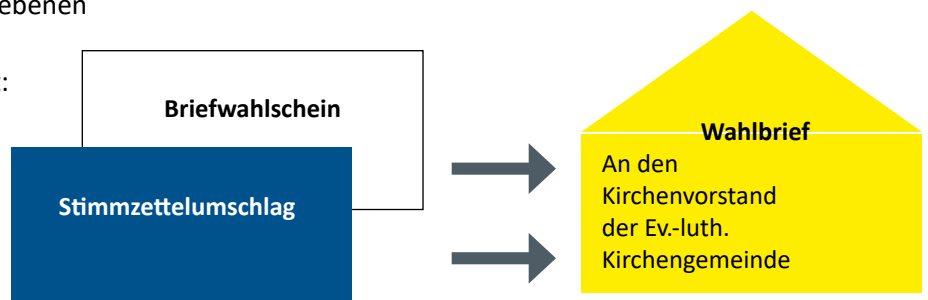 ebenen
:
Briefwahlschein
Stimmzettelumschlag
Wahlbrief
An den
Kirchenvorstand
der Ev.-luth.
Kirchengemeinde